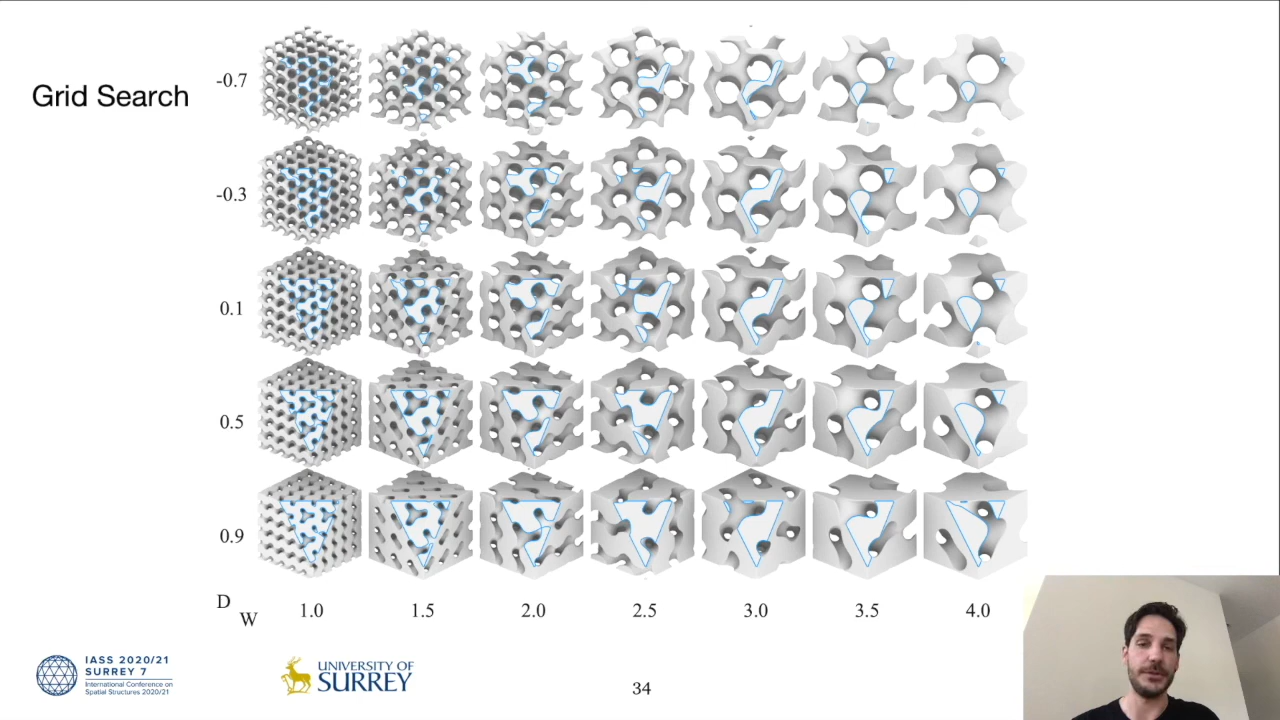 Grid Search
-0.7
-0.3
0.1
0.5
0.9
D
W
1.0 1.5 2.0 2.5 3.0 3.5 4.0
IASS 2020/21
SURREY 7
International Conference on
Spatial Structures 2020/21
UNIVERSITY OF
SURREY
34